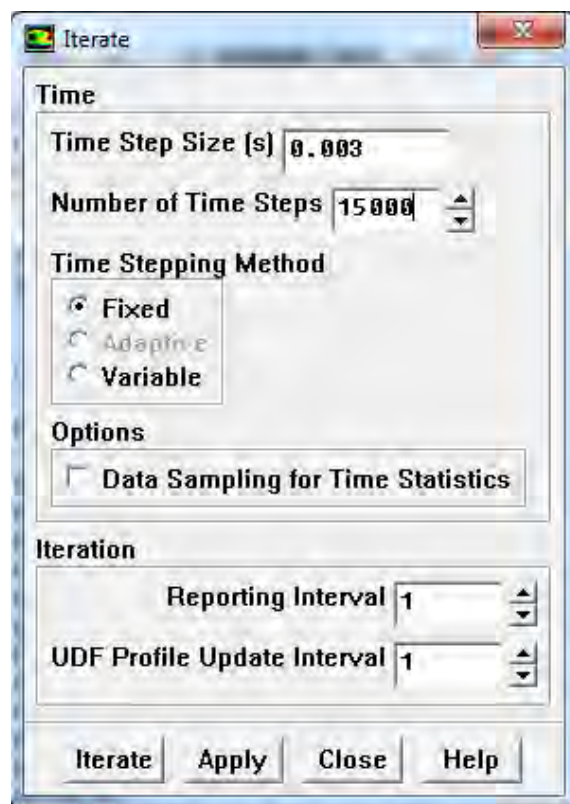 Iterate
Time
Time Step Size (s) 0.003
Number of Time Steps 15000
Time Stepping Method
Fixed
Adaptive
Variable
Options
Data Sampling for Time Statistics
Iteration
Reporting Interval 1
UDF Profile Update Interval 1
Iterate Apply Close Help